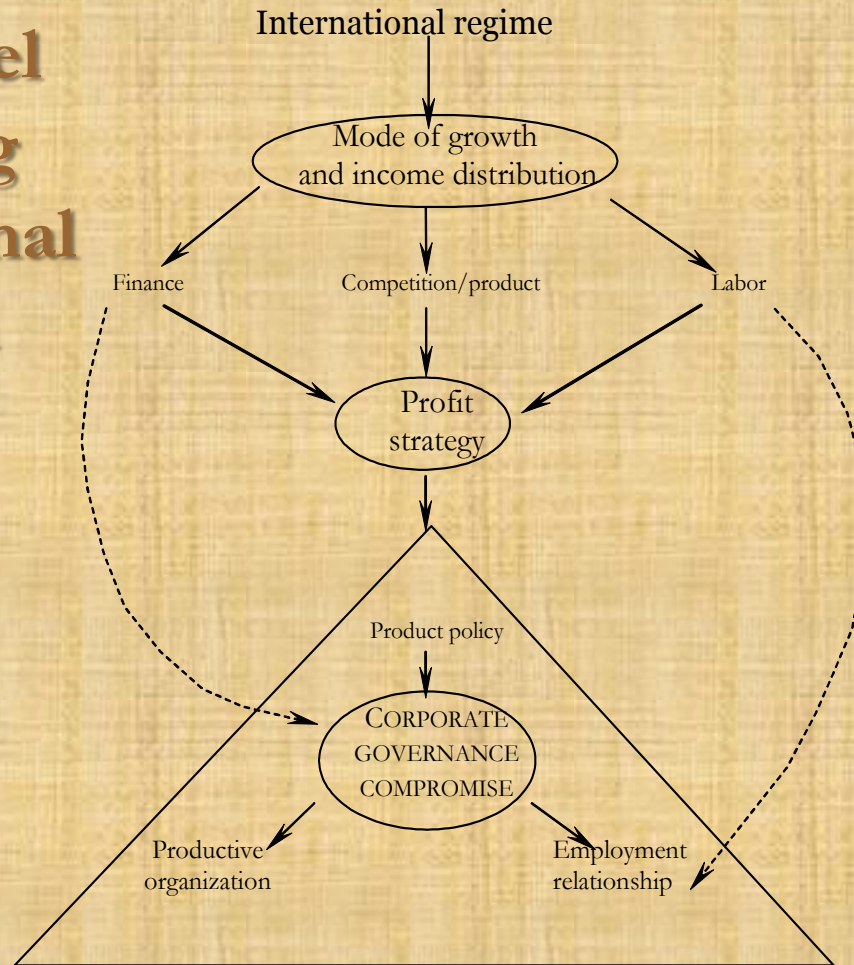 International regime
Mode of growth
and income distribution
Finance
Competition/product
Labor
Profit
strategy
Product policy
CORPORATE
GOVERNANCE
COMPROMISE
Productive
organization
Employment
relationship